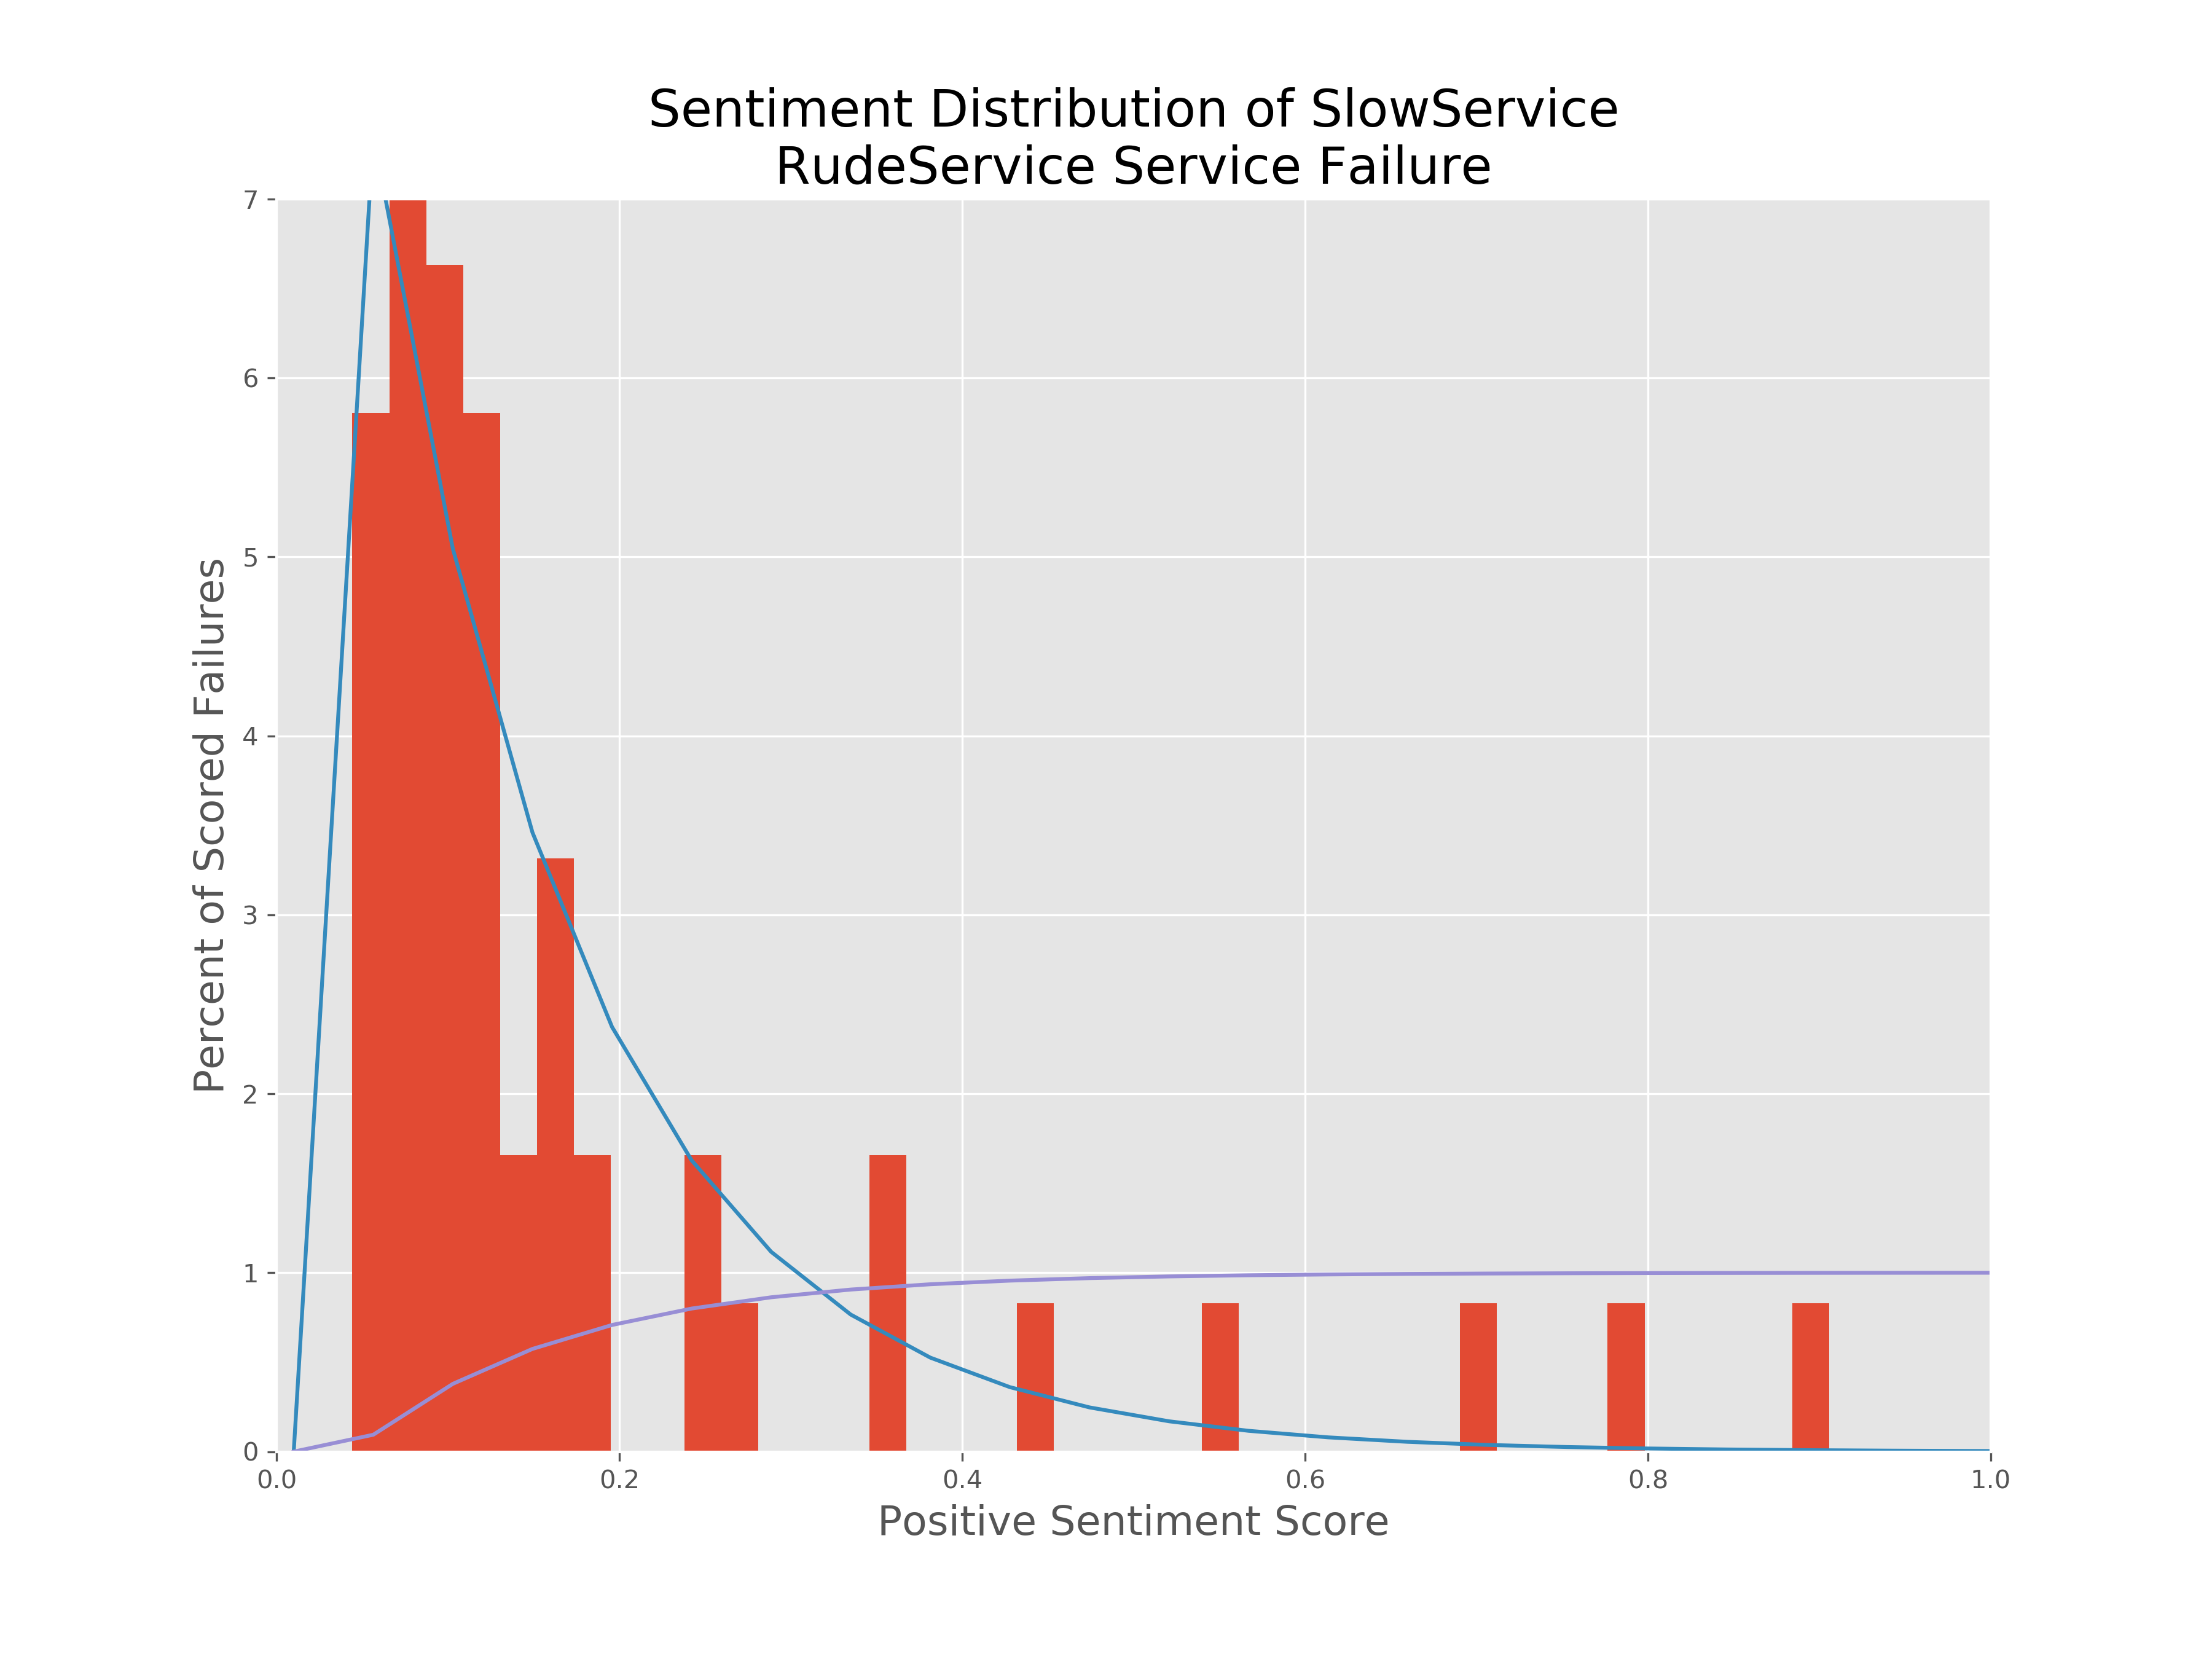 Sentiment Distribution of SlowService
RudeService Service Failure
Percent of Scored Failures
7
6
5
4
3
2
1
0
0.0 0.2 0.4 0.6 0.8 1.0
Positive Sentiment Score